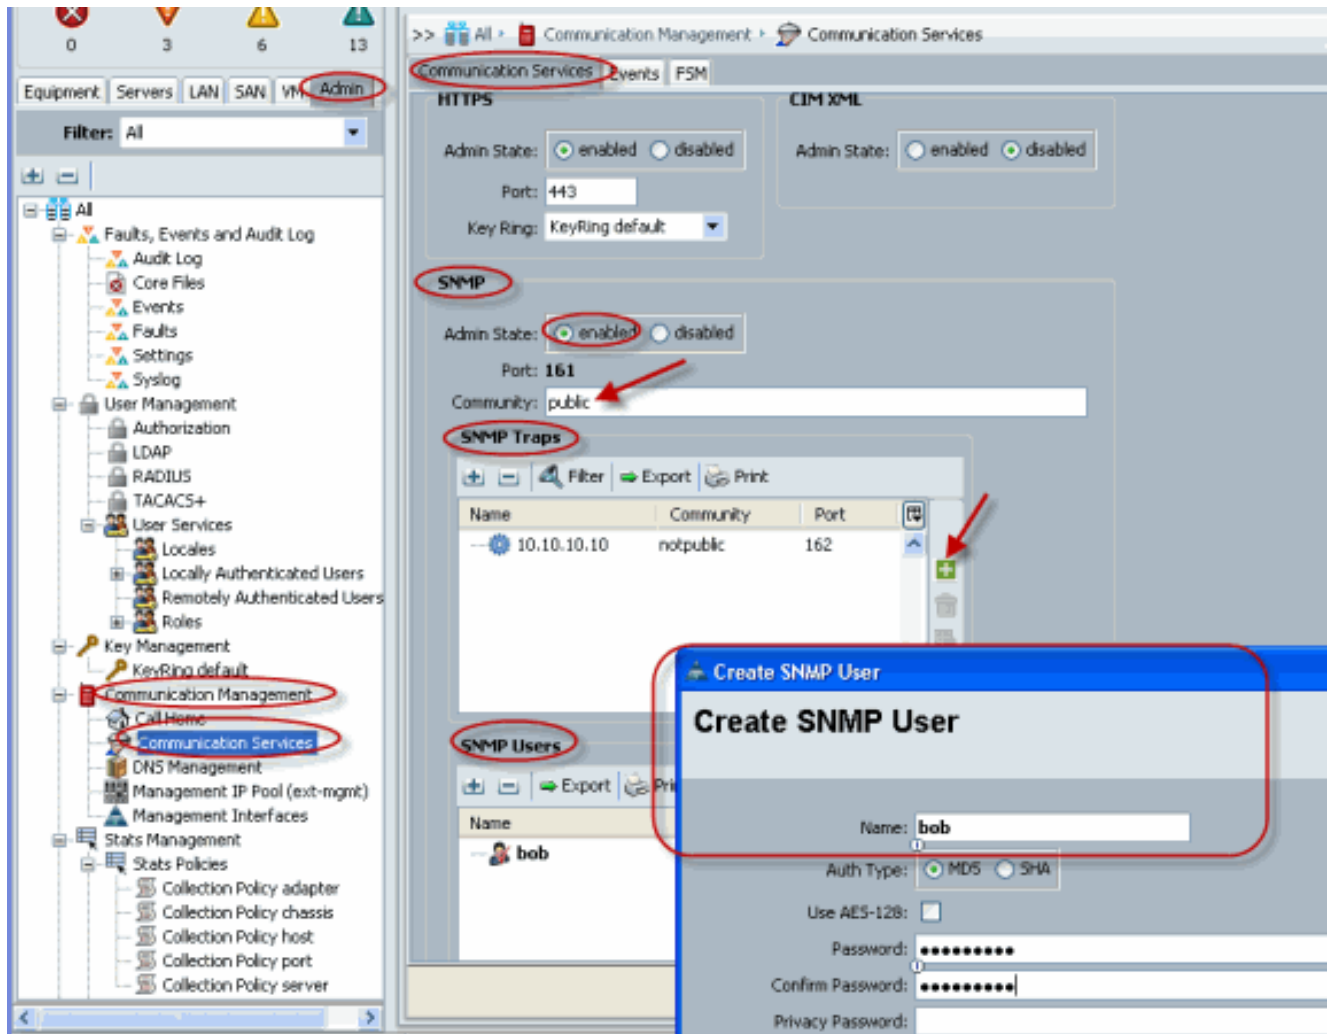 0 3 6 13
Equipment Servers LAN SAN VM Admin
Filter: All
All
Faults, Events and Audit Log
Audit Log
Core Files
Events
Faults
Settings
Syslog
User Management
Authorization
LDAP
RADIUS
TACACS+
User Services
Locales
Locally Authenticated Users
Remotely Authenticated Users
Roles
Key Management
KeyRing default
Communication Management
Call Home
Communication Services
DNS Management
Management IP Pool (ext-mgmt)
Management Interfaces
Stats Management
Stats Policies
Collection Policy adapter
Collection Policy chassis
Collection Policy host
Collection Policy port
Collection Policy server
>> All Communication Management Communication Services
Communication Services Events FSM
HTTPS
Admin State: enabled disabled
Port: 443
Key Ring: KeyRing default
CIM XML
Admin State: enabled disabled
SNMP
Admin State: enabled disabled
Port: 161
Community: public
SNMP Traps
Filter Export Print
Name Community Port
10.10.10.10 notpublic 162
SNMP Users
Export Pri
Name
bob
Create SNMP User
Create SNMP User
Name: bob
Auth Type: MD5 SHA
Use AES-128:
Password: •••••••••
Confirm Password: •••••••••
Privacy Password: